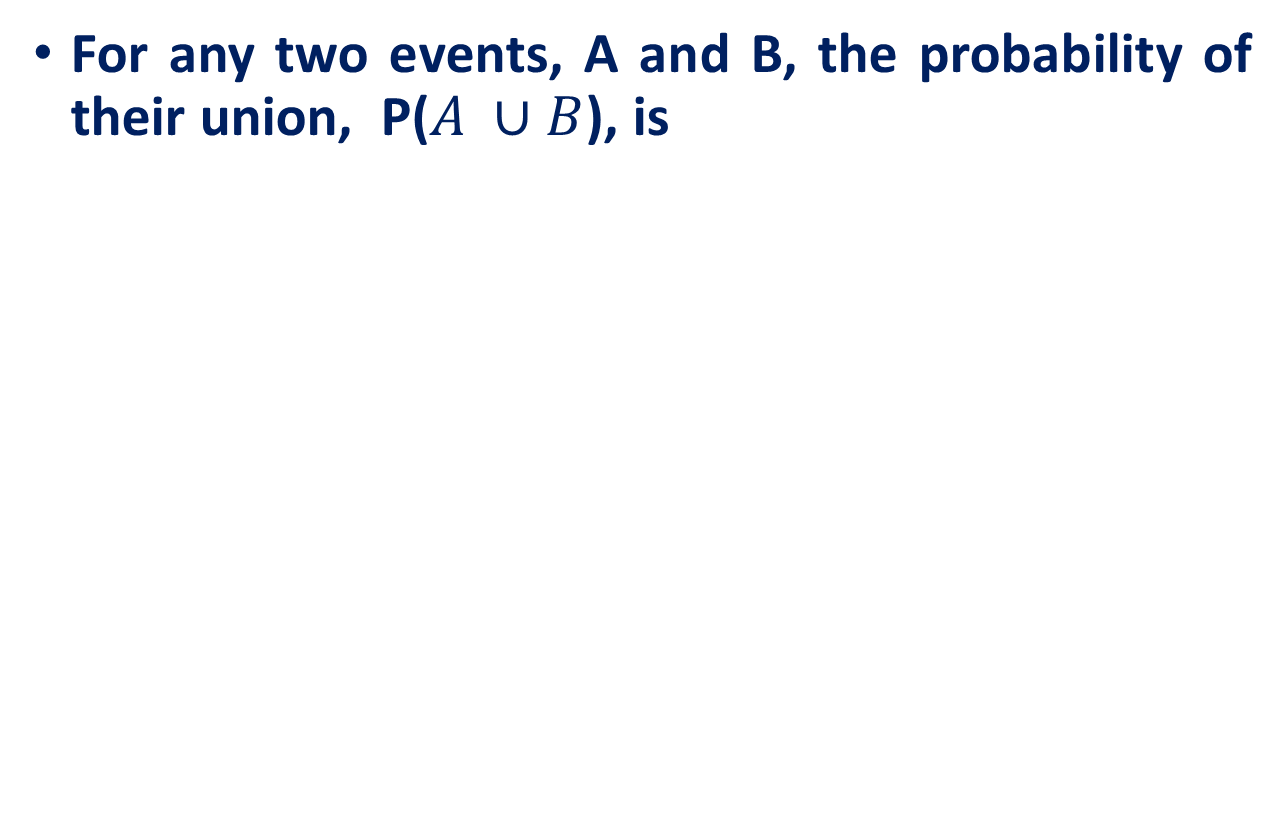 • For any two events, A and B, the probability of
their union, P(A ∪ B), is